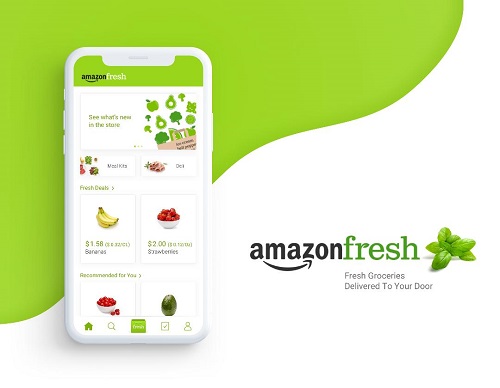 amazonfresh
See what's new
in the store
Meal Kits
Deli
Fresh Deals >
$1.58
$2.00
Bananas
Strawberries
Recommended for You >
fresh
amazonfresh
Fresh Groceries
Delivered To Your Door